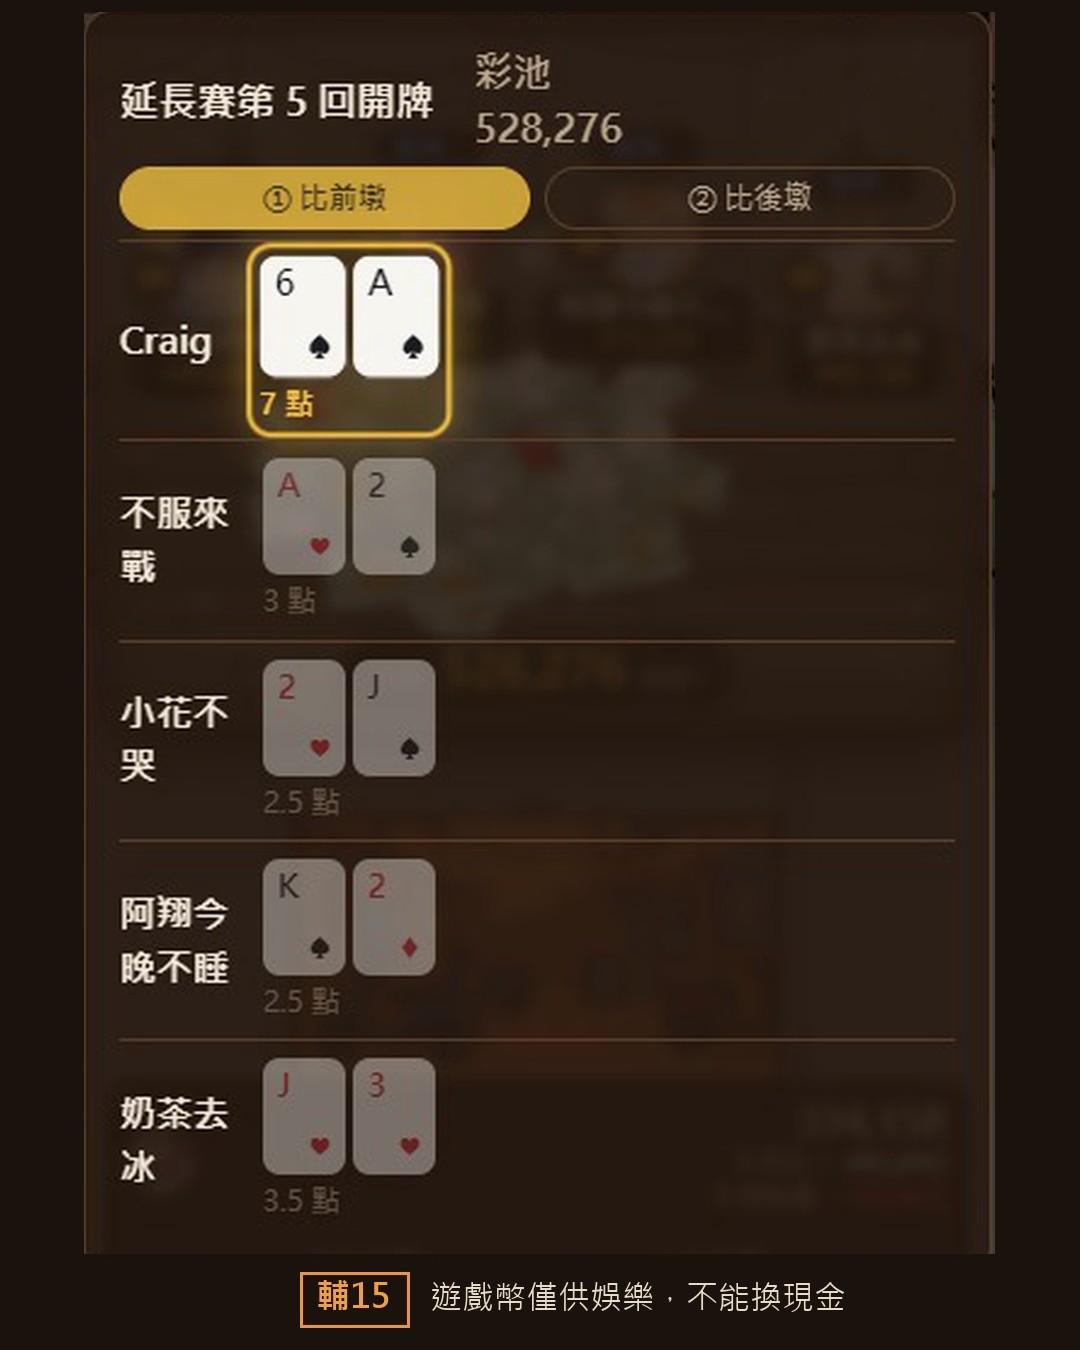 延長賽第 5 回開牌
彩池
528,276
① 比前墩
② 比後墩
Craig
6
A
7 點
不服來
戰
A
2
3 點
小花不
哭
2
J
2.5 點
阿翔今
晚不睡
K
2
2.5 點
奶茶去
冰
J
3
3.5 點
輔15
遊戲幣僅供娛樂，不能換現金